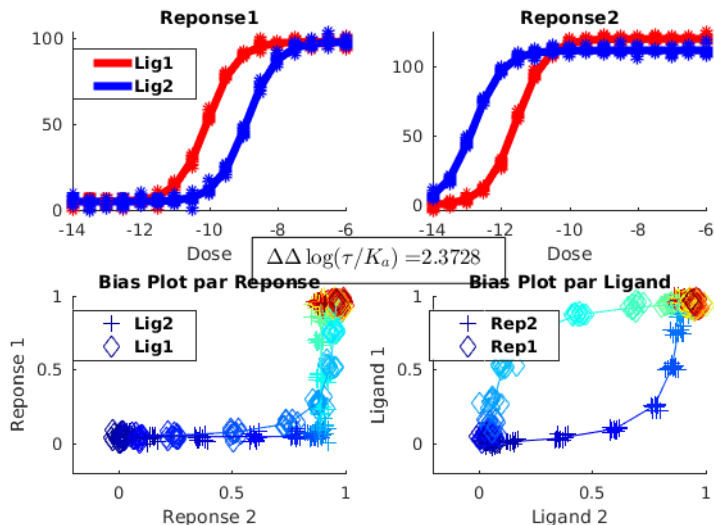 Reponse1
Reponse2
100
50
0
Lig1
Lig2
-14 -12 -10 -8 -6
Dose
100
50
0
-14 -12 -10 -8 -6
Dose
ΔΔ log(τ/K_a) =2.3728
Bias Plot par Reponse
Bias Plot par Ligand
Reponse 1
1
0.5
0
Lig2
Lig1
0 0.5 1
Reponse 2
Ligand 1
1
0.5
0
Rep2
Rep1
0 0.5 1
Ligand 2